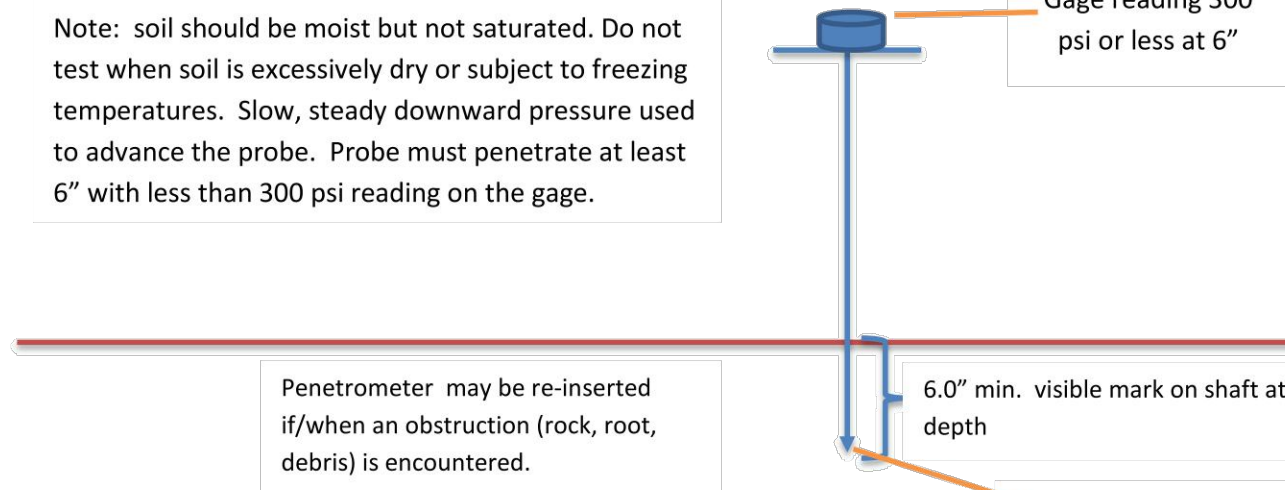 Note:  soil should be moist but not saturated. Do not
test when soil is excessively dry or subject to freezing
temperatures.  Slow, steady downward pressure used
to advance the probe.  Probe must penetrate at least
6” with less than 300 psi reading on the gage.
Gage reading 300
psi or less at 6”
Penetrometer  may be re-inserted
if/when an obstruction (rock, root,
debris) is encountered.
6.0” min.  visible mark on shaft at
depth